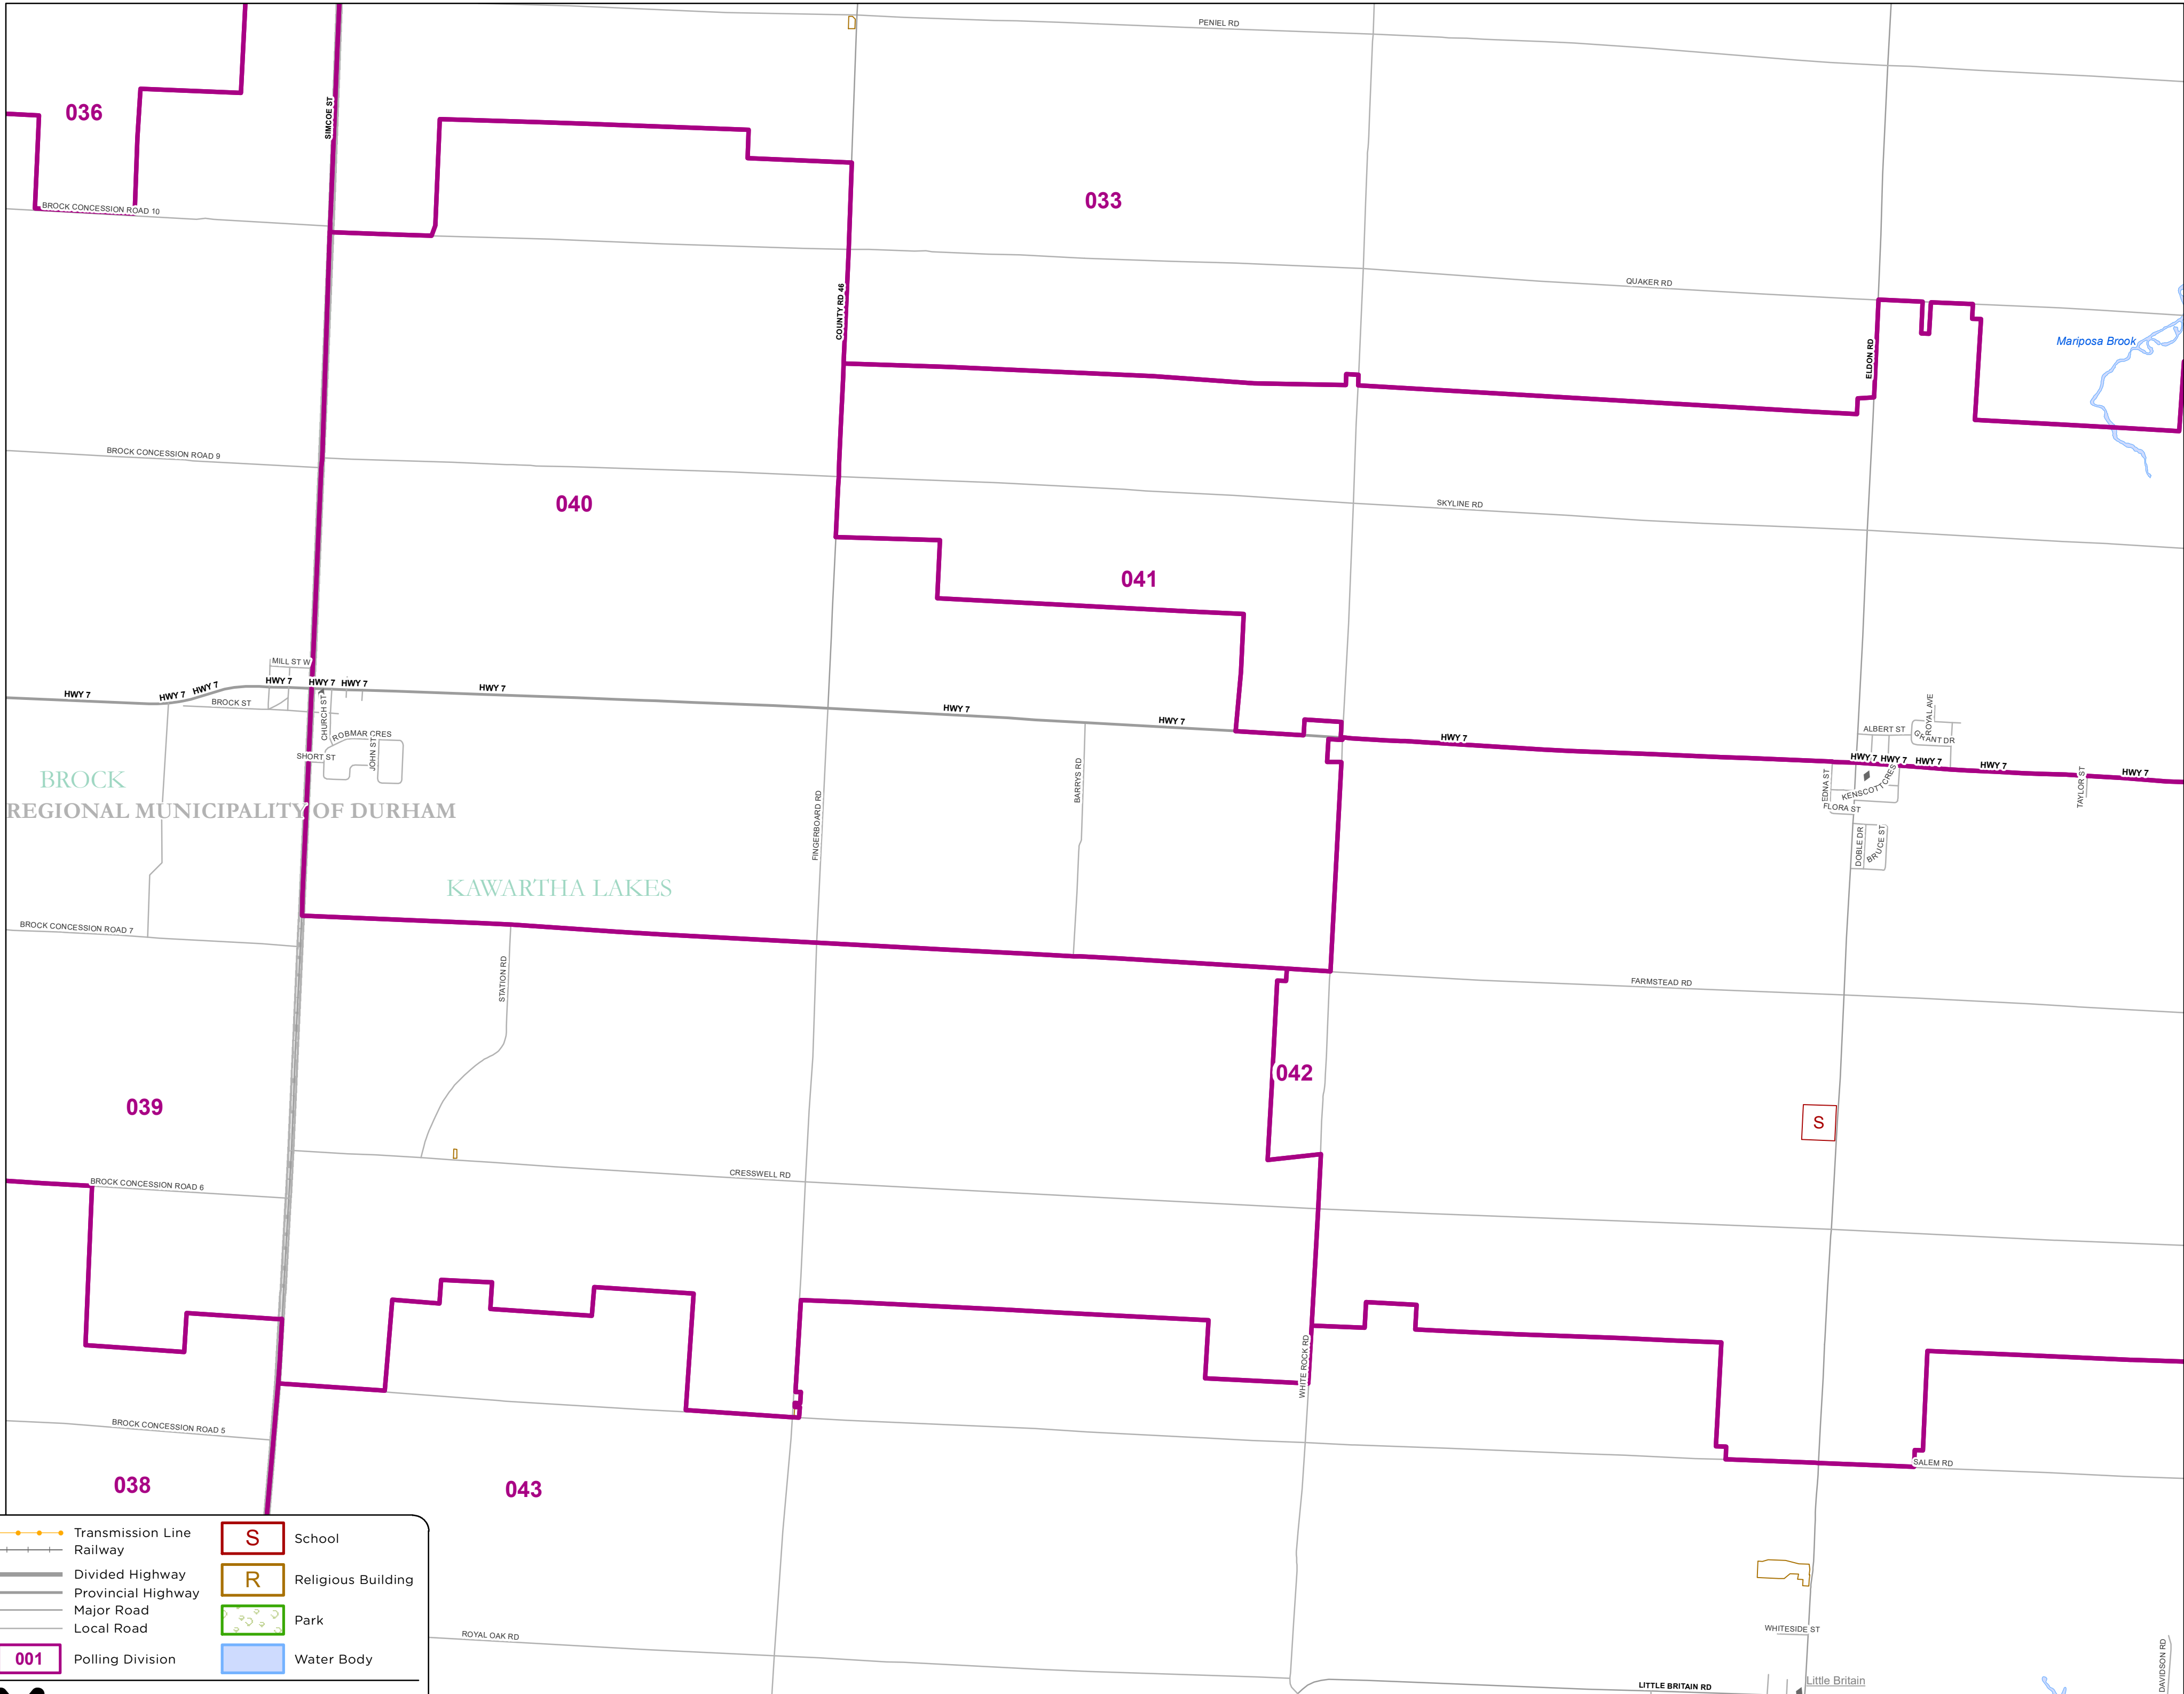 PENIEL RD
036
SIMCOE ST
033
BROCK CONCESSION ROAD 10
QUAKER RD
COUNTY RD 46
ELDON RD
Mariposa Brook
BROCK CONCESSION ROAD 9
040
SKYLINE RD
041
MILL ST W
HWY 7
HWY 7
HWY 7
HWY 7
HWY 7
HWY 7
HWY 7
HWY 7
HWY 7
HWY 7
BROCK ST
CHURCH ST
ROBMAR CRES
JOHN ST
SHORT ST
ROYAL AVE
ALBERT ST
GRANT DR
HWY 7
HWY 7
HWY 7
HWY 7
HWY 7
EDNA ST
KENSCOTT CRES
FLORA ST
TAYLOR ST
DOBLE DR
BRUCE ST
BROCK
REGIONAL MUNICIPALITY OF DURHAM
FINGERBOARD RD
BARRYS RD
KAWARTHA LAKES
BROCK CONCESSION ROAD 7
STATION RD
FARMSTEAD RD
042
039
S
CRESSWELL RD
BROCK CONCESSION ROAD 6
WHITE ROCK RD
BROCK CONCESSION ROAD 5
SALEM RD
038
043
Transmission Line
Railway
Divided Highway
Provincial Highway
Major Road
Local Road
001 Polling Division
S School
R Religious Building
Park
Water Body
ROYAL OAK RD
WHITESIDE ST
DAVIDSON RD
Little Britain
LITTLE BRITAIN RD